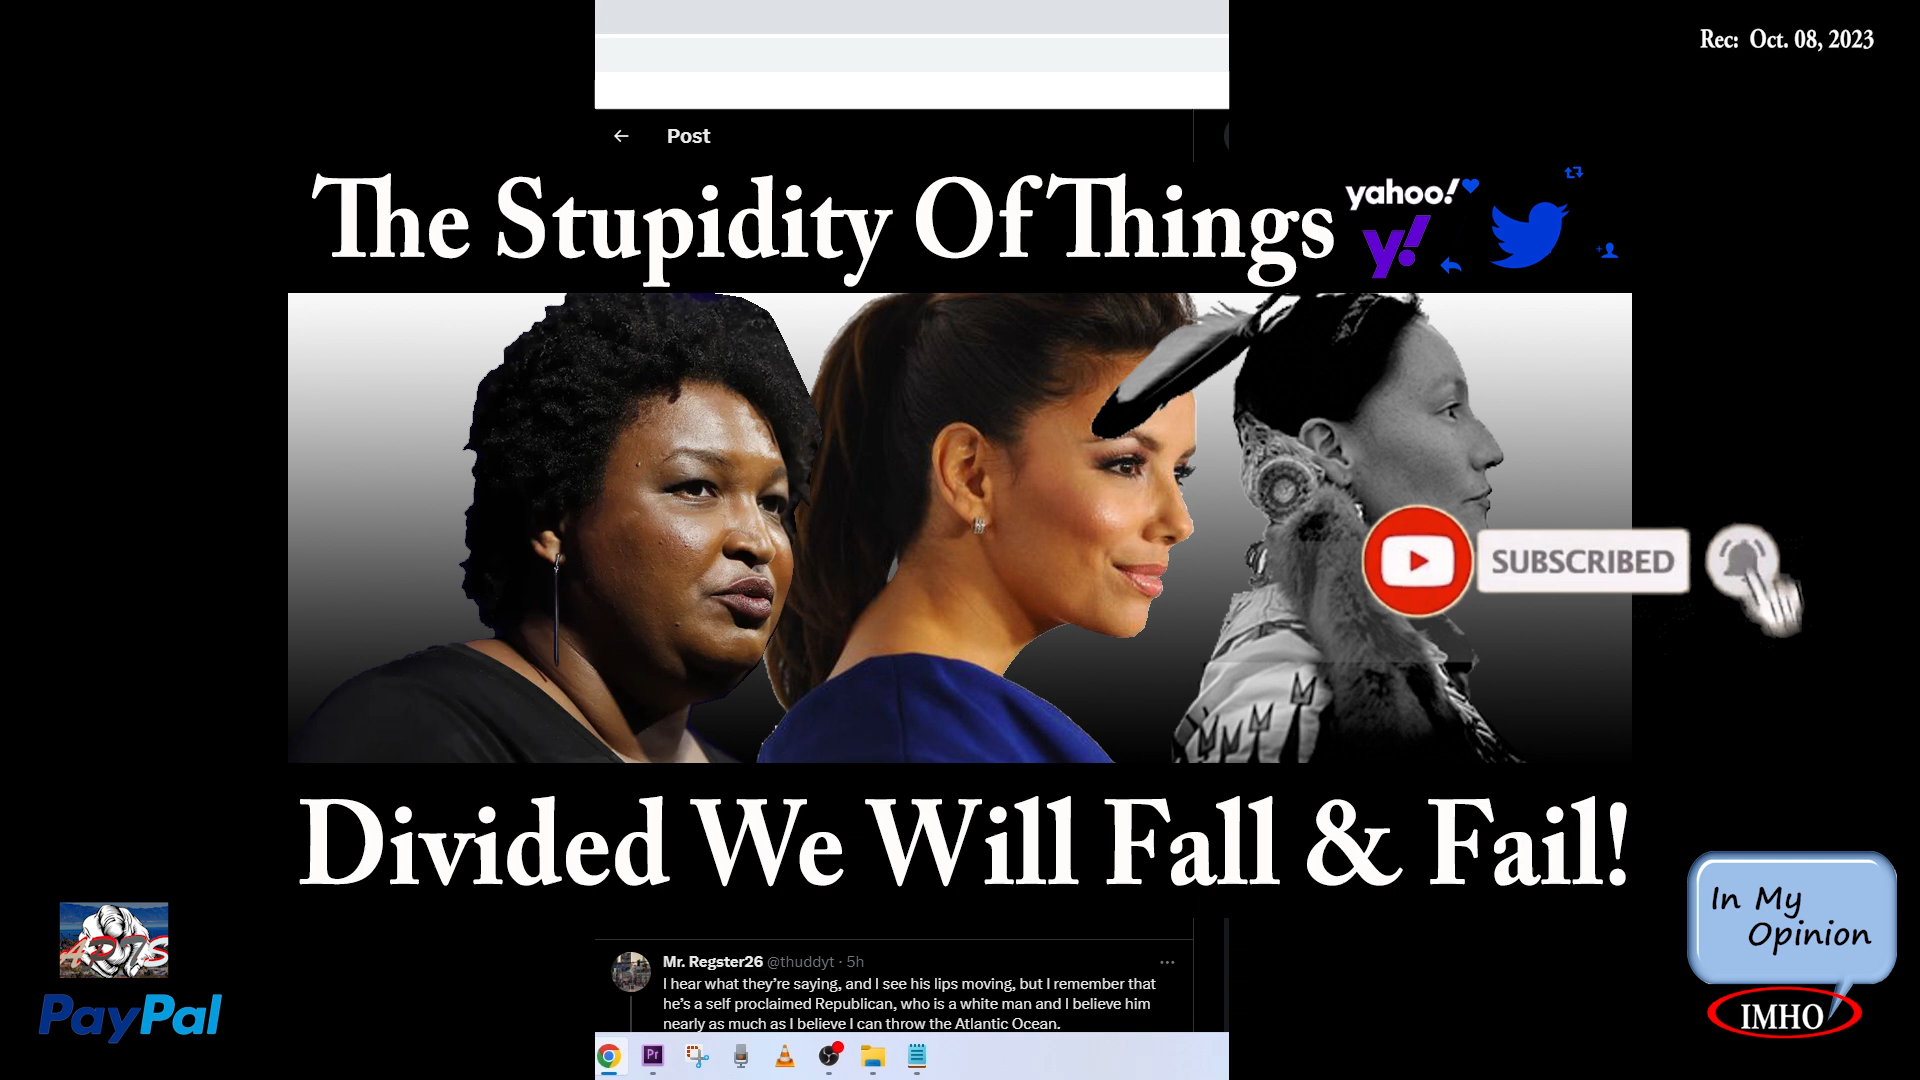 Rec: Oct. 08, 2023
← Post
The Stupidity Of Things
yahoo!
y!
SUBSCRIBED
Divided We Will Fall & Fail!
In My
Opinion
IMHO
ARTS
PayPal
Mr. Regster26 @thuddyt · 5h ...
I hear what they're saying, and I see his lips moving, but I remember that
he's a self proclaimed Republican, who is a white man and I believe him
nearly as much as I believe I can throw the Atlantic Ocean.
Pr